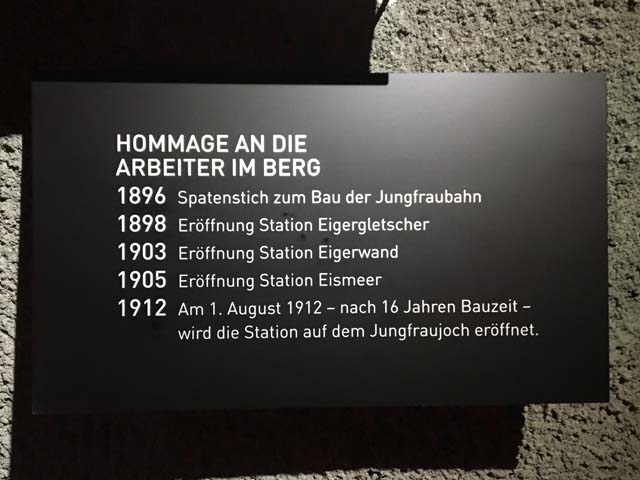 HOMMAGE AN DIE
ARBEITER IM BERG
1896 Spatenstich zum Bau der Jungfraubahn
1898 Eröffnung Station Eigergletscher
1903 Eröffnung Station Eigerwand
1905 Eröffnung Station Eismeer
1912 Am 1. August 1912 – nach 16 Jahren Bauzeit –
wird die Station auf dem Jungfraujoch eröffnet.